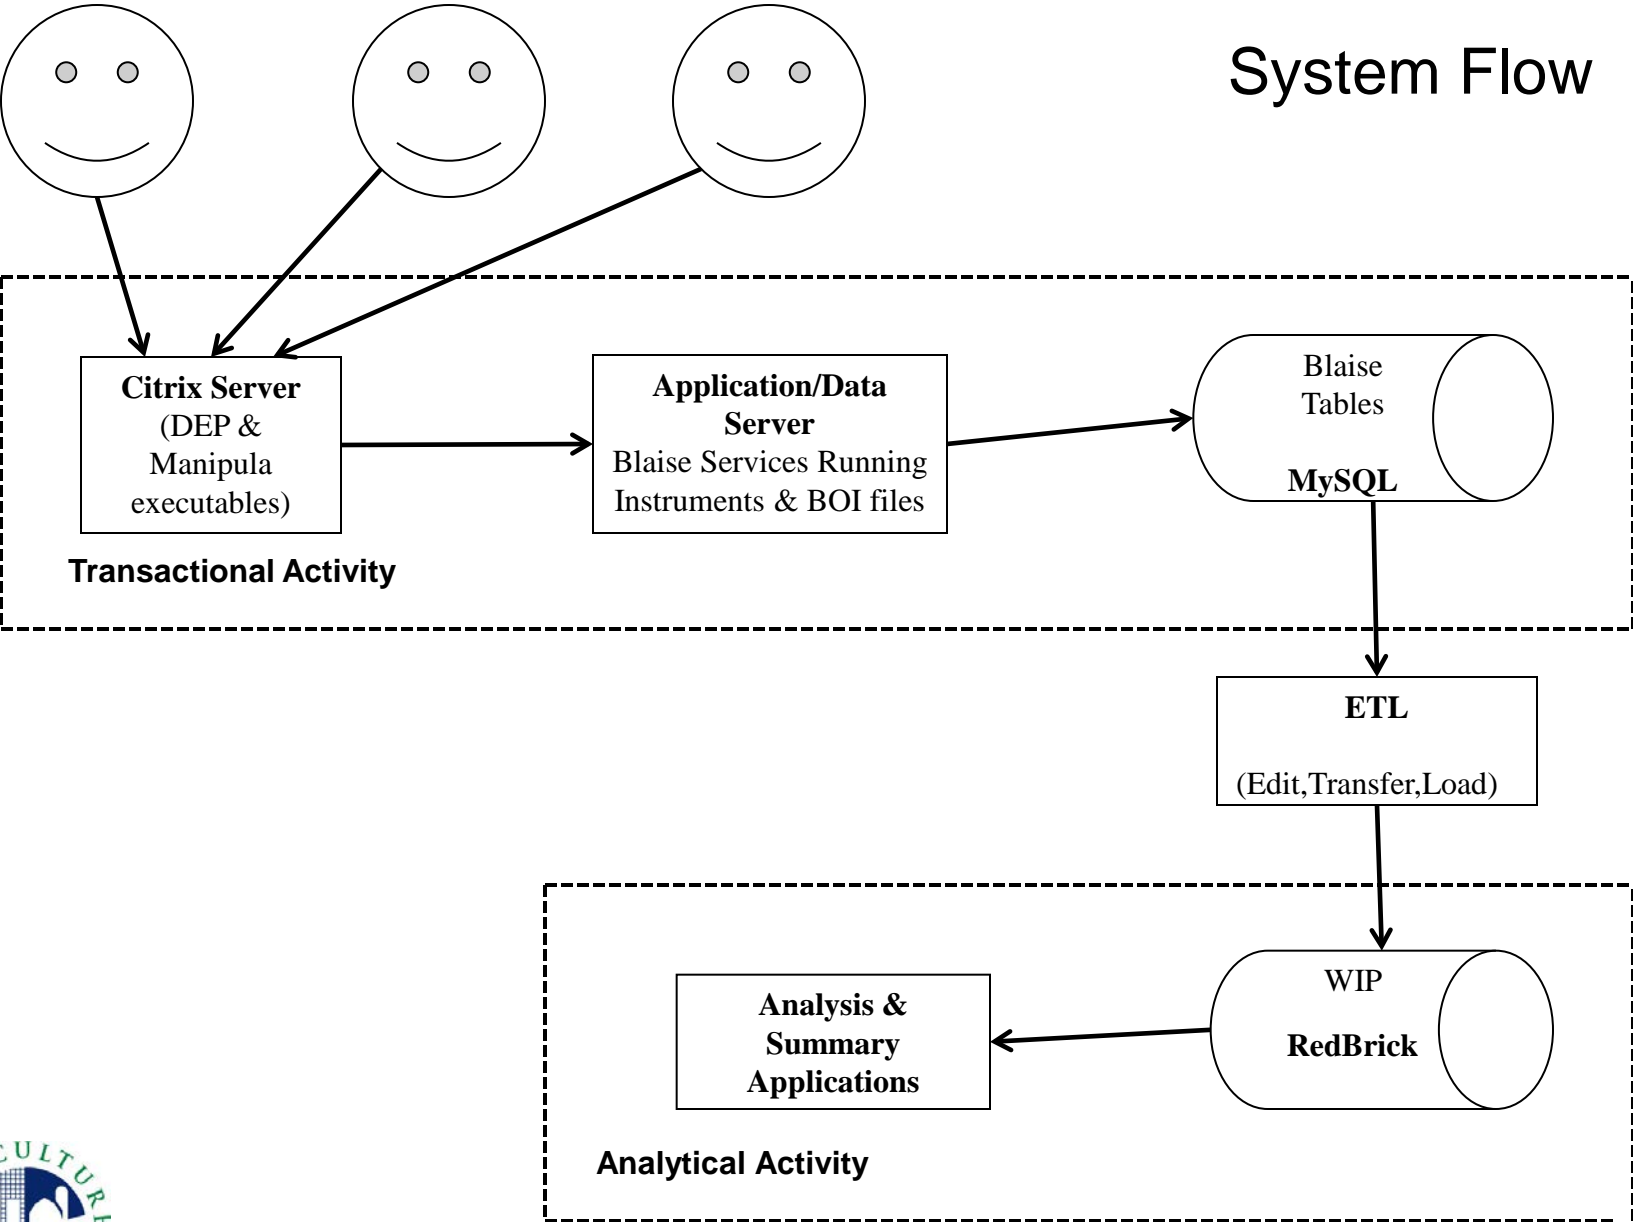 System Flow
Citrix Server
(DEP &
Manipula
executables)
Application/Data
Server
Blaise Services Running
Instruments & BOI files
Blaise
Tables
MySQL
Transactional Activity
ETL
(Edit,Transfer,Load)
WIP
RedBrick
Analysis &
Summary
Applications
Analytical Activity